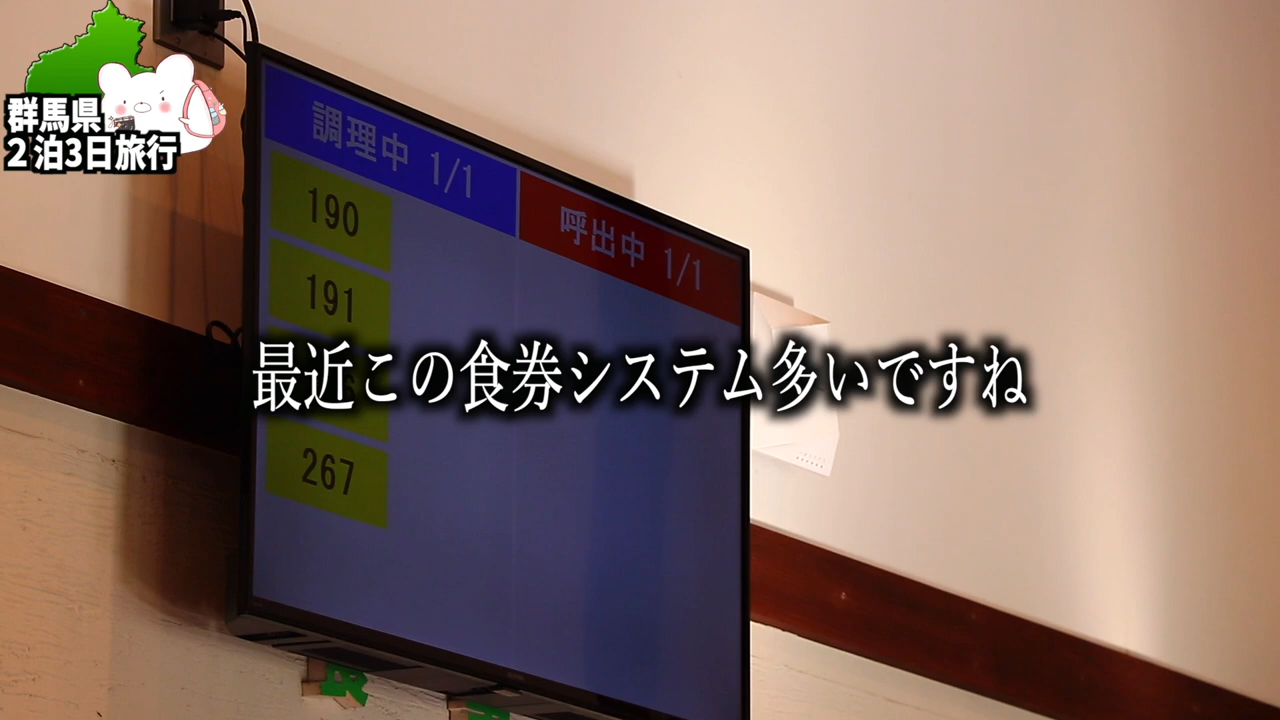 群馬県
2泊3日旅行
調理中 1/1
呼出中 1/1
190
191
最近この食券システム多いですね
267